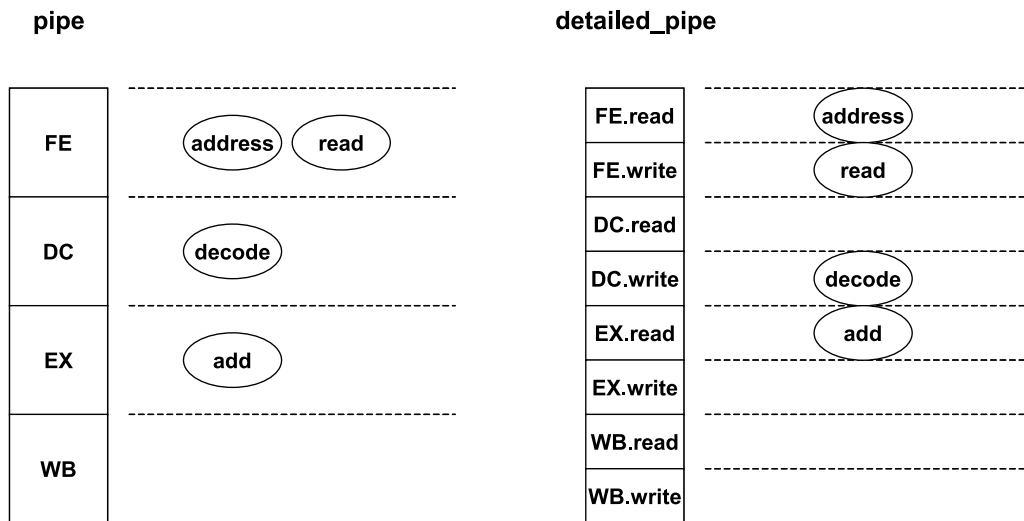 pipe
detailed_pipe
FE
address
read
DC
decode
EX
add
WB
FE.read
address
FE.write
read
DC.read
DC.write
decode
EX.read
add
EX.write
WB.read
WB.write